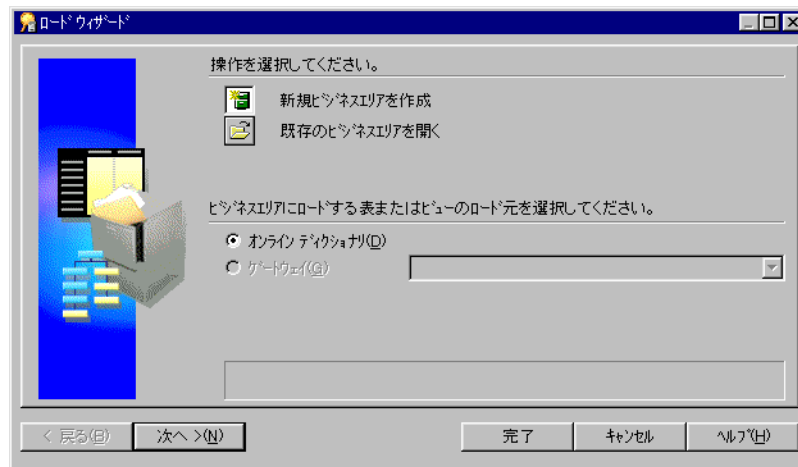 ロード ウィザード
操作を選択してください。
新規ビジネスエリアを作成
既存のビジネスエリアを開く
ビジネスエリアにロードする表またはビューのロード元を選択してください。
オンライン ディクショナリ(D)
ゲートウェイ(G)
< 戻る(B) 次へ >(N) 完了 キャンセル ヘルプ(H)